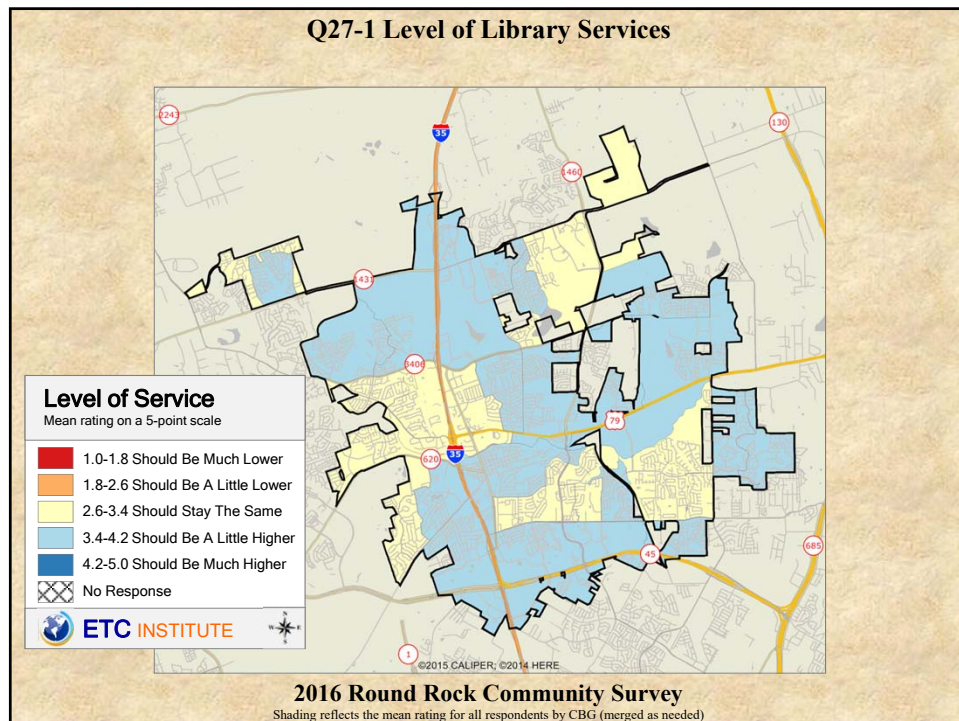 Q27-1 Level of Library Services
2243
35
130
1460
1431
3406
79
620
35
45
685
1
Level of Service
Mean rating on a 5-point scale
1.0-1.8 Should Be Much Lower
1.8-2.6 Should Be A Little Lower
2.6-3.4 Should Stay The Same
3.4-4.2 Should Be A Little Higher
4.2-5.0 Should Be Much Higher
No Response
ETC INSTITUTE
N
W E
S
©2015 CALIPER; ©2014 HERE
2016 Round Rock Community Survey
Shading reflects the mean rating for all respondents by CBG (merged as needed)